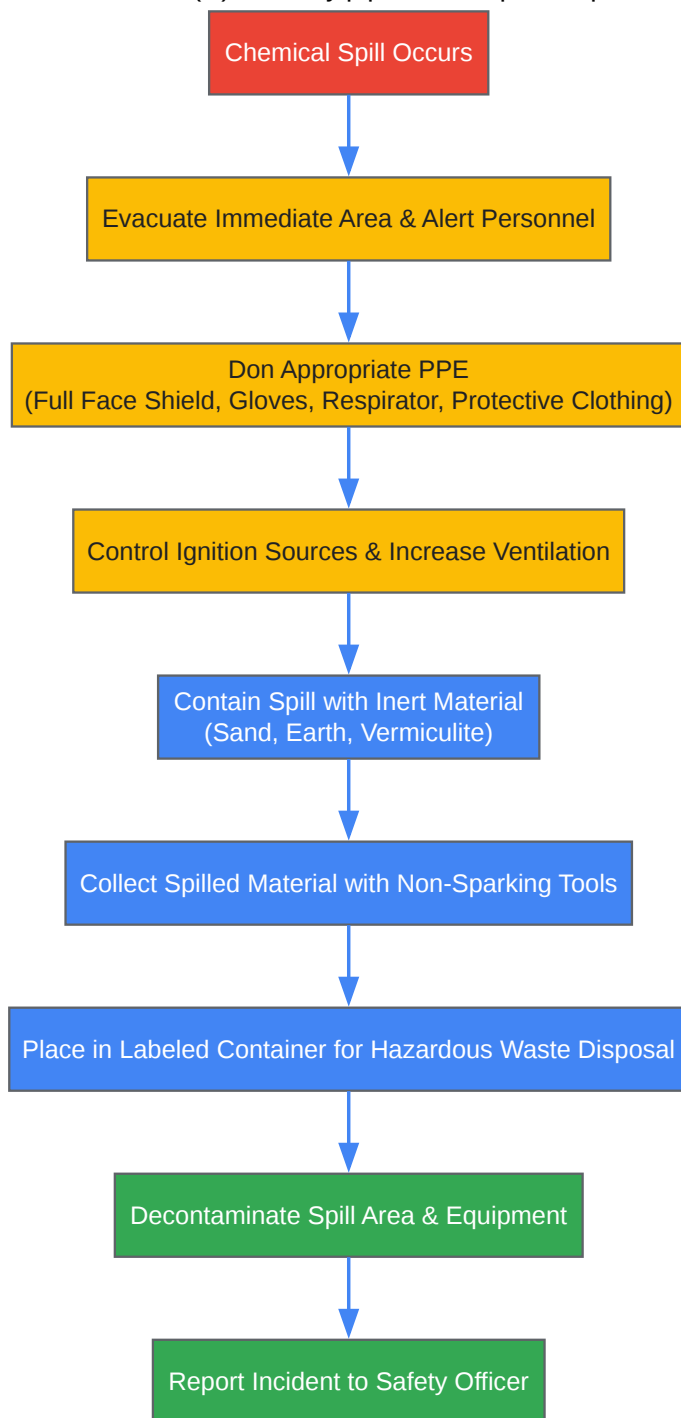 Chemical Spill Occurs
Evacuate Immediate Area & Alert Personnel
Don Appropriate PPE
(Full Face Shield, Gloves, Respirator, Protective Clothing)
Control Ignition Sources & Increase Ventilation
Contain Spill with Inert Material
(Sand, Earth, Vermiculite)
Collect Spilled Material with Non-Sparking Tools
Place in Labeled Container for Hazardous Waste Disposal
Decontaminate Spill Area & Equipment
Report Incident to Safety Officer